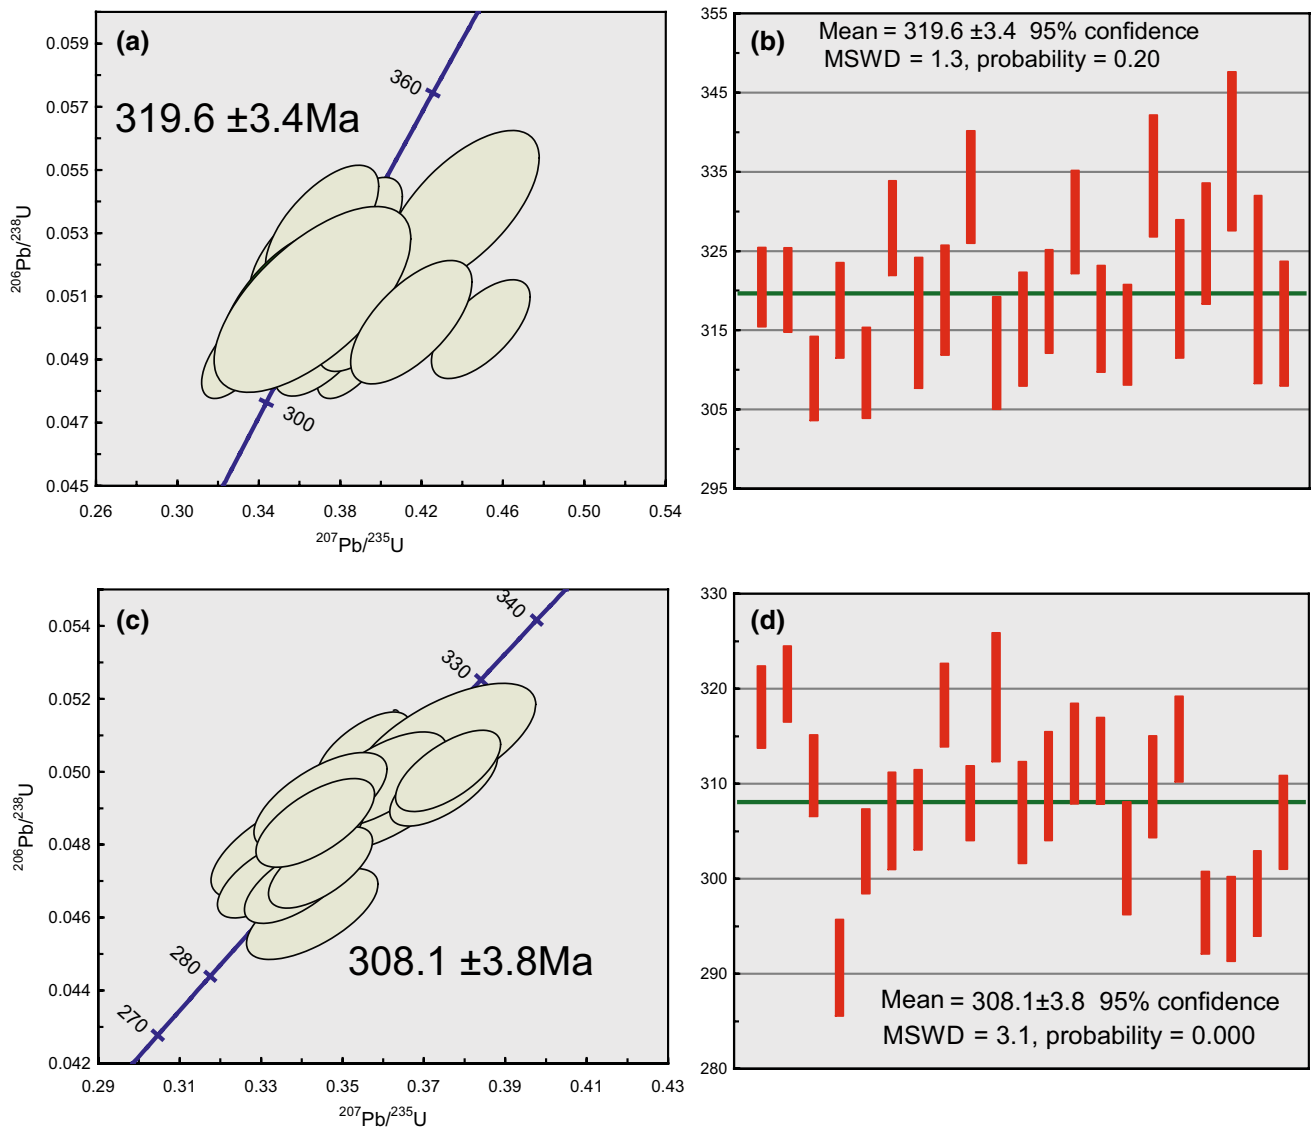 (a)
319.6 ±3.4Ma
360
300
0.059
0.057
0.055
0.053
0.051
0.049
0.047
0.045
0.26 0.30 0.34 0.38 0.42 0.46 0.50 0.54
206Pb/238U
207Pb/235U
(b)
Mean = 319.6 ±3.4 95% confidence
MSWD = 1.3, probability = 0.20
355
345
335
325
315
305
295
(c)
340
330
280
270
308.1 ±3.8Ma
0.054
0.052
0.050
0.048
0.046
0.044
0.042
0.29 0.31 0.33 0.35 0.37 0.39 0.41 0.43
206Pb/238U
207Pb/235U
(d)
330
320
310
300
290
280
Mean = 308.1±3.8 95% confidence
MSWD = 3.1, probability = 0.000